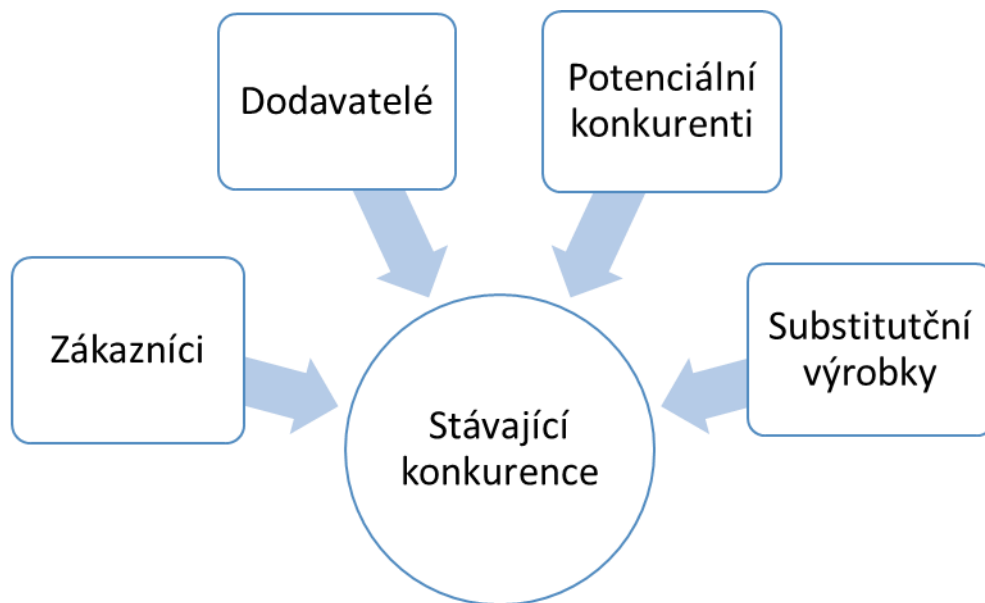 Dodavatelé
Potenciální
konkurenti
Zákazníci
Substitutční
výrobky
Stávající
konkurence